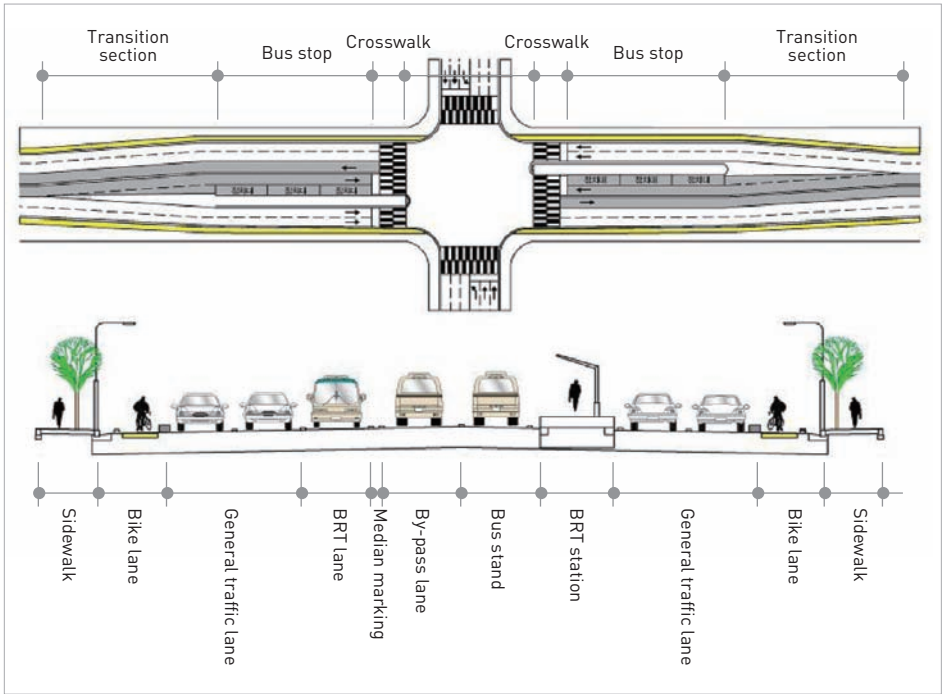 Transition
section
Bus stop
Crosswalk
Crosswalk
Bus stop
Transition
section
Sidewalk
Bike lane
General traffic lane
BRT lane
Median marking
By-pass lane
Bus stand
BRT station
General traffic lane
Bike lane
Sidewalk